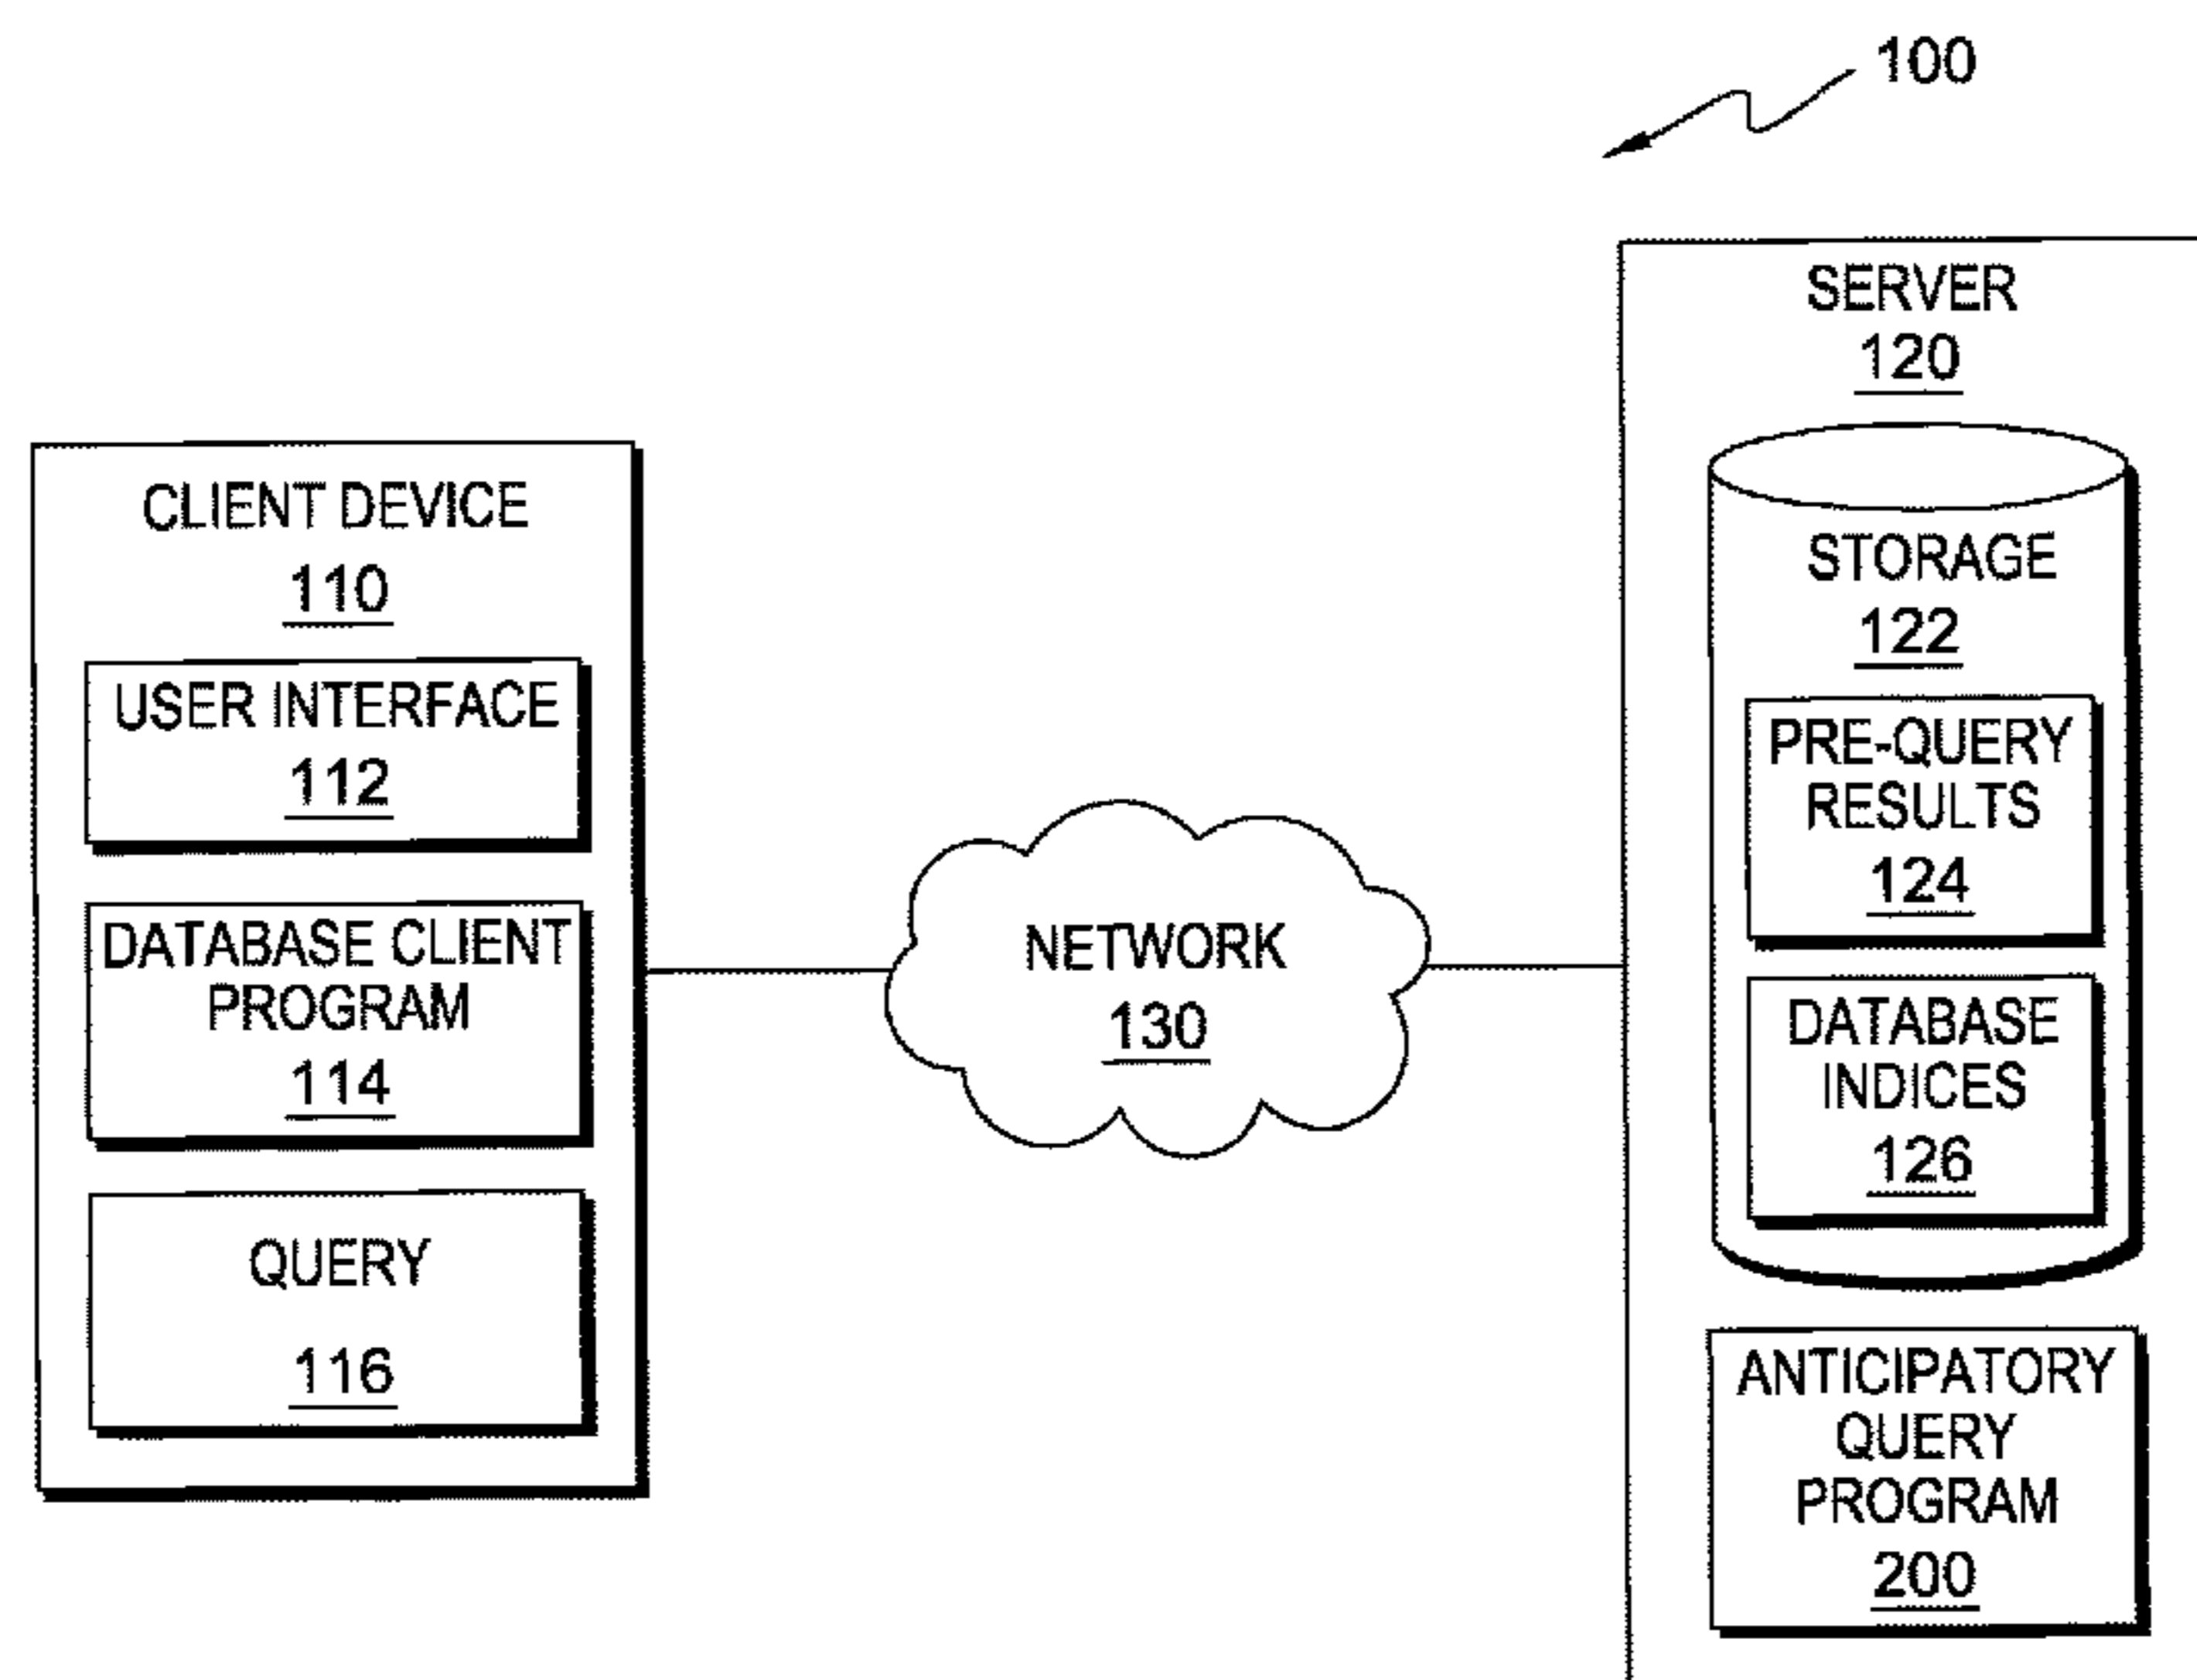 100
CLIENT DEVICE
110
USER INTERFACE
112
DATABASE CLIENT
PROGRAM
114
QUERY
116
NETWORK
130
SERVER
120
STORAGE
122
PRE-QUERY
RESULTS
124
DATABASE
INDICES
126
ANTICIPATORY
QUERY
PROGRAM
200